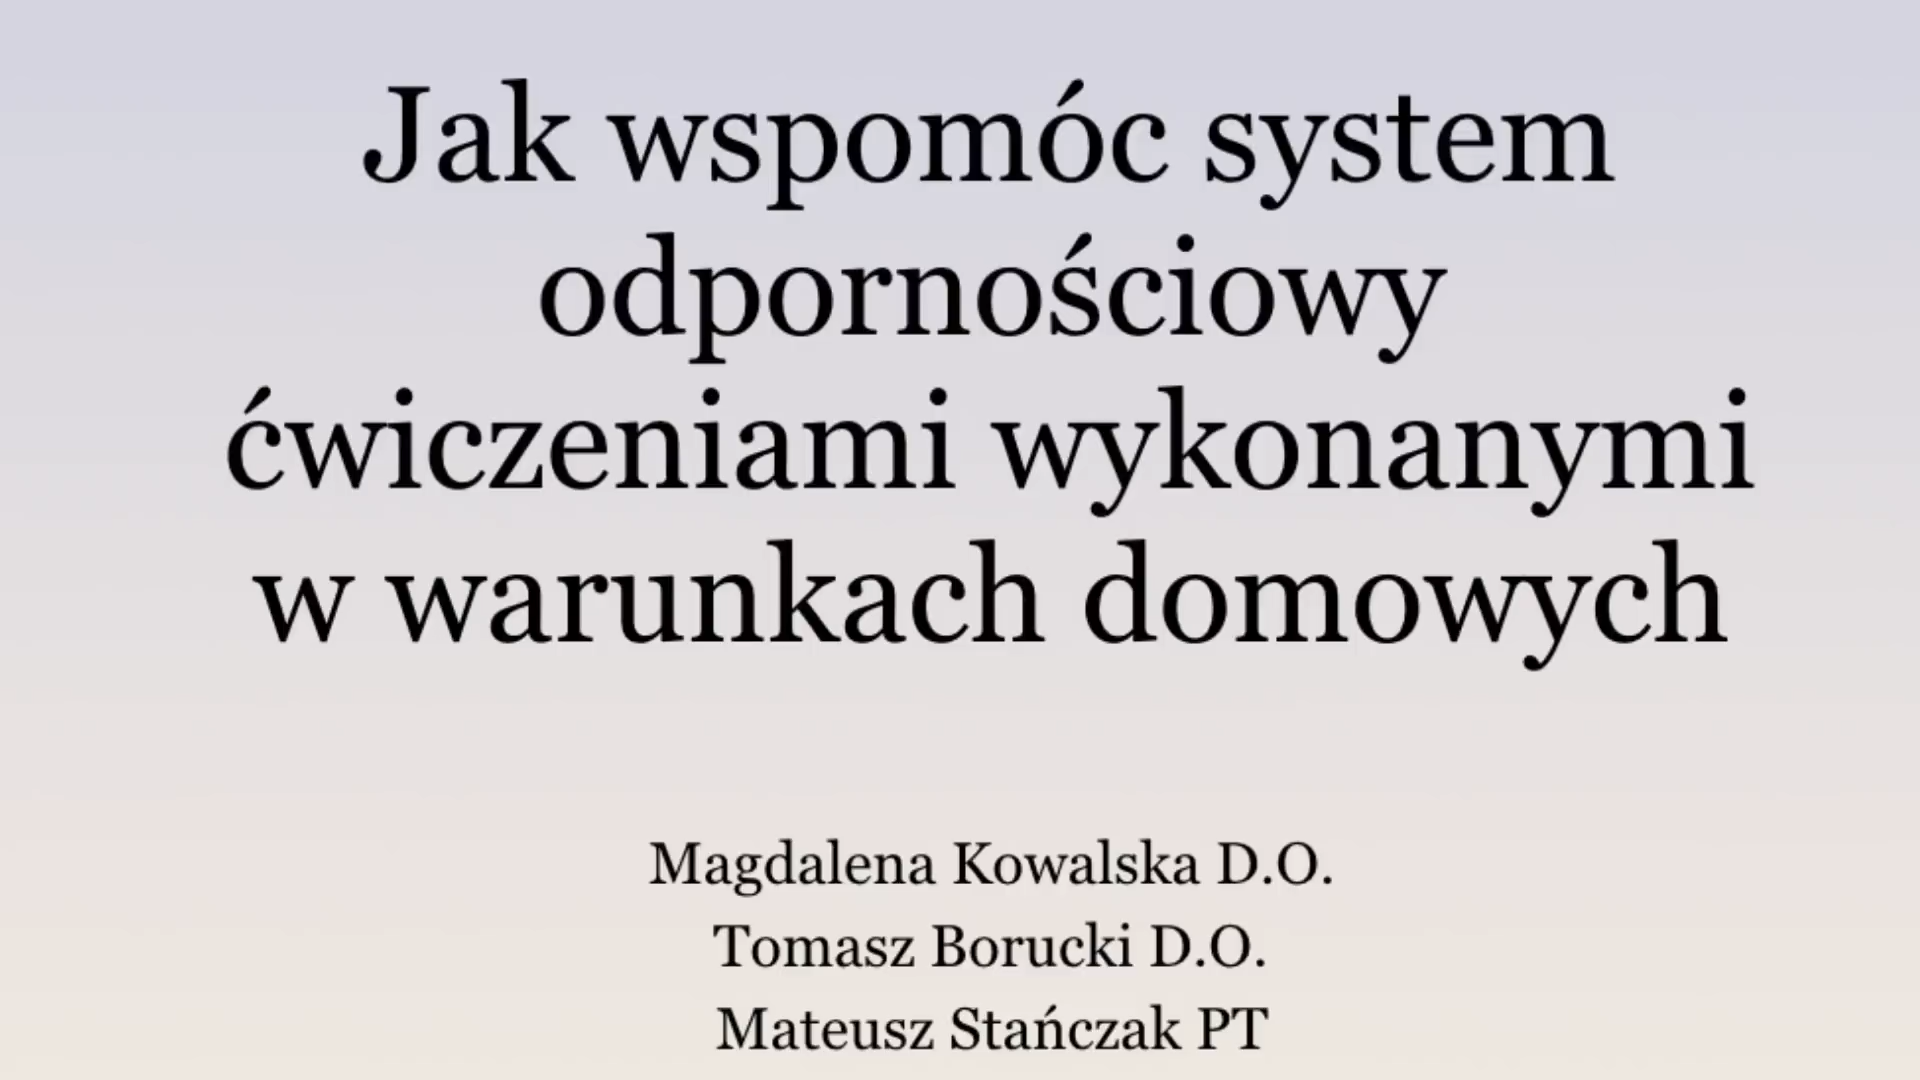 Jak wspomóc system
odpornościowy
ćwiczeniami wykonanymi
w warunkach domowych
Magdalena Kowalska D.O.
Tomasz Borucki D.O.
Mateusz Stańczak PT